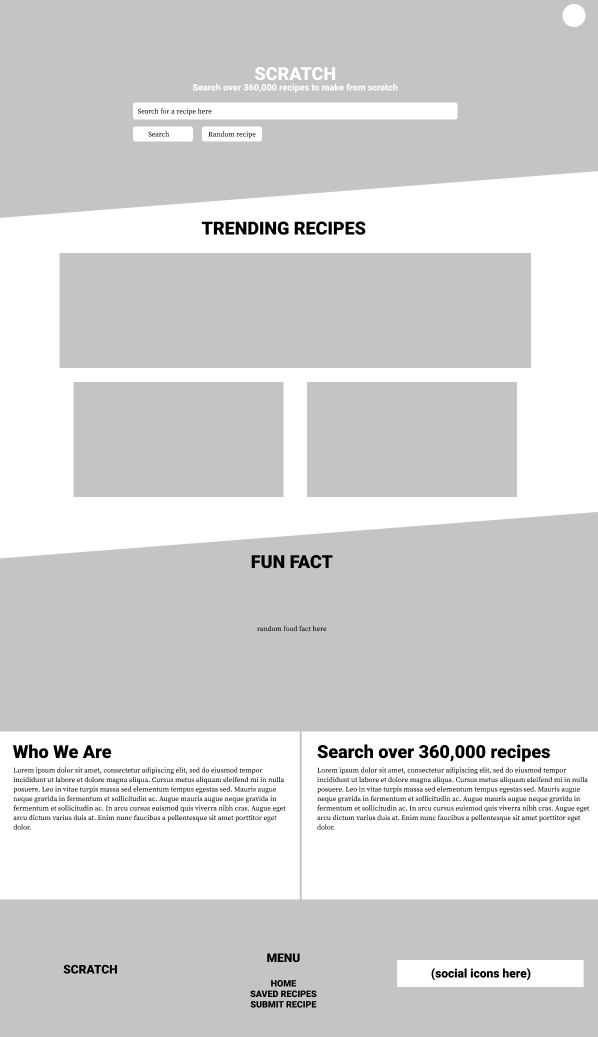 SCRATCH
Search over 360,000 recipes to make from scratch
Search for a recipe here
Search
Random recipe
TRENDING RECIPES
FUN FACT
random food fact here
Who We Are
Lorem ipsum dolor sit amet, consectetur adipiscing elit, sed do eiusmod tempor
incididunt ut labore et dolore magna aliqua. Cursus metus aliquam eleifend mi in nulla
posuere. Leo in vitae turpis massa sed elementum tempus egestas sed. Mauris augue
neque gravida in fermentum et sollicitudin ac. Augue mauris augue neque gravida in
fermentum et sollicitudin ac. In arcu cursus euismod quis viverra nibh cras. Augue eget
arcu dictum varius duis at. Enim nunc faucibus a pellentesque sit amet porttitor eget
dolor.
Search over 360,000 recipes
Lorem ipsum dolor sit amet, consectetur adipiscing elit, sed do eiusmod tempor
incididunt ut labore et dolore magna aliqua. Cursus metus aliquam eleifend mi in nulla
posuere. Leo in vitae turpis massa sed elementum tempus egestas sed. Mauris augue
neque gravida in fermentum et sollicitudin ac. Augue mauris augue neque gravida in
fermentum et sollicitudin ac. In arcu cursus euismod quis viverra nibh cras. Augue eget
arcu dictum varius duis at. Enim nunc faucibus a pellentesque sit amet porttitor eget
dolor.
SCRATCH
MENU
HOME
SAVED RECIPES
SUBMIT RECIPE
(social icons here)